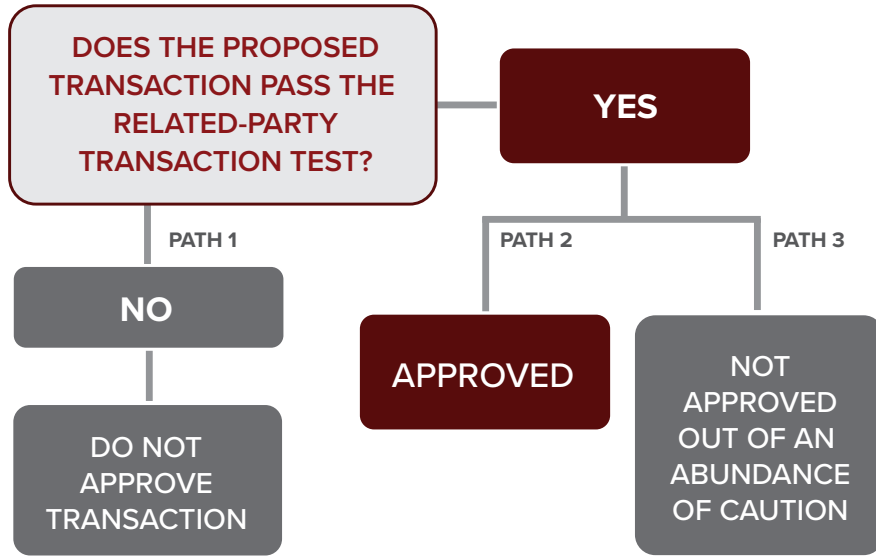 DOES THE PROPOSED
TRANSACTION PASS THE
RELATED-PARTY
TRANSACTION TEST?
YES
PATH 1
PATH 2
PATH 3
NO
APPROVED
NOT
APPROVED
OUT OF AN
ABUNDANCE
OF CAUTION
DO NOT
APPROVE
TRANSACTION